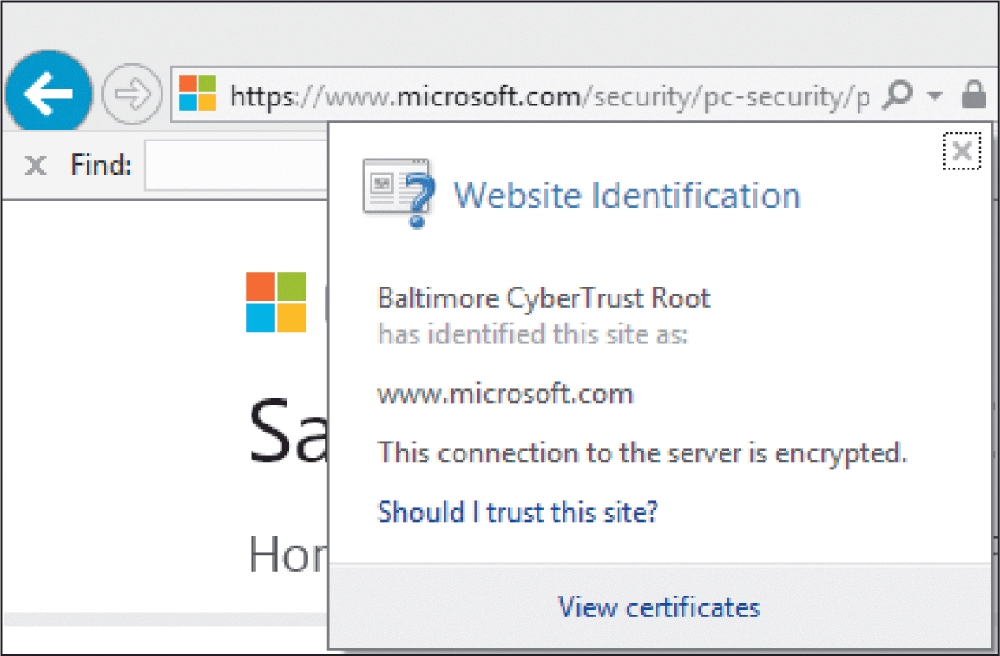 https://www.microsoft.com/security/pc-security/p
x Find:
Website Identification
Baltimore CyberTrust Root
has identified this site as:
www.microsoft.com
Sa
This connection to the server is encrypted.
Should I trust this site?
Hor
View certificates